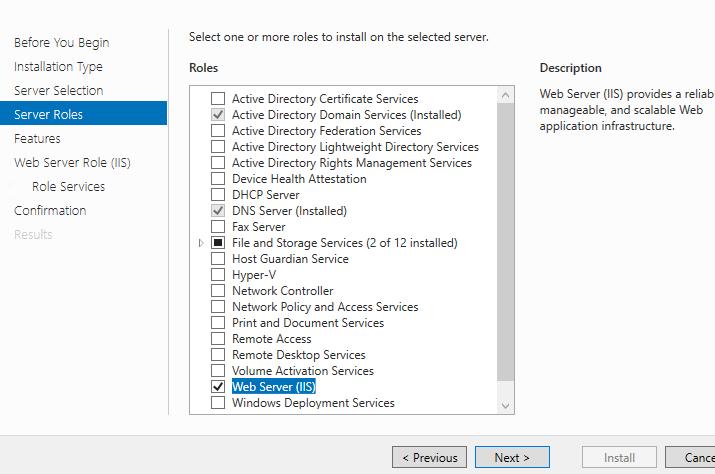 Before You Begin
Installation Type
Server Selection
Server Roles
Features
Web Server Role (IIS)
Role Services
Confirmation
Results
Select one or more roles to install on the selected server.
Roles
Active Directory Certificate Services
Active Directory Domain Services (Installed)
Active Directory Federation Services
Active Directory Lightweight Directory Services
Active Directory Rights Management Services
Device Health Attestation
DHCP Server
DNS Server (Installed)
Fax Server
File and Storage Services (2 of 12 installed)
Host Guardian Service
Hyper-V
Network Controller
Network Policy and Access Services
Print and Document Services
Remote Access
Remote Desktop Services
Volume Activation Services
Web Server (IIS)
Windows Deployment Services
Description
Web Server (IIS) provides a reliab
manageable, and scalable Web
application infrastructure.
< Previous
Next >
Install
Cance